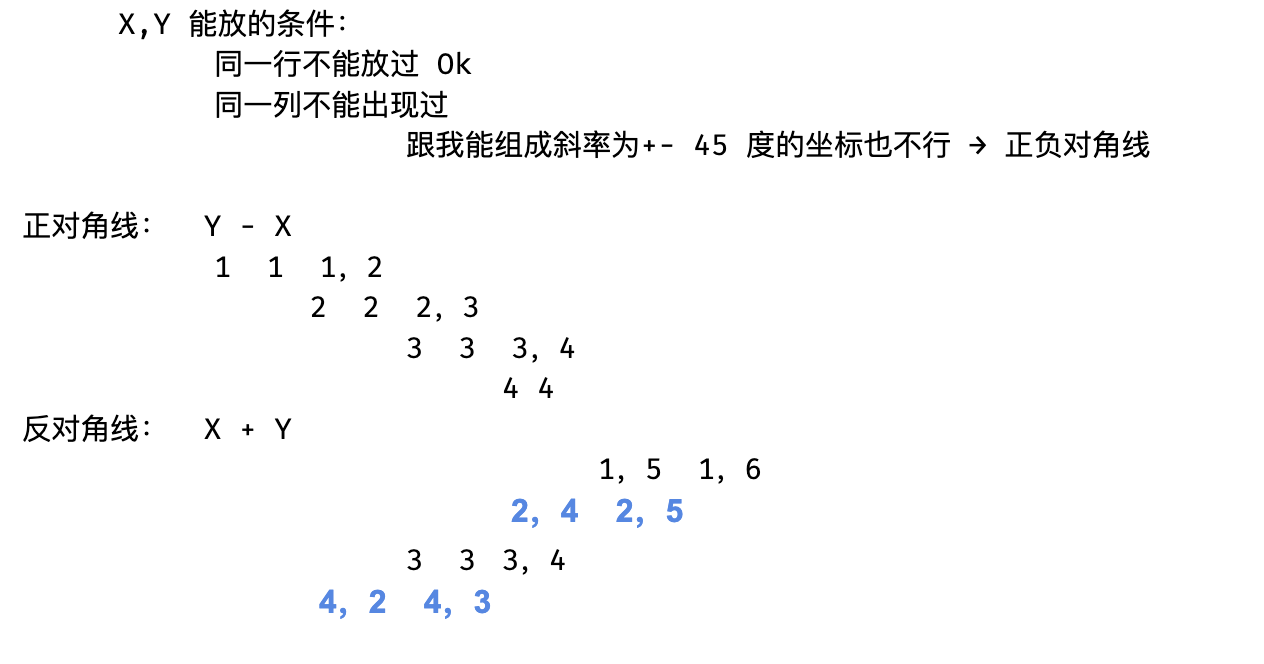 X,Y 能放的条件：
同一行不能放过 Ok
同一列不能出现过
跟我能组成斜率为+- 45 度的坐标也不行 → 正负对角线
正对角线： Y - X
1 1 1, 2
2 2 2, 3
3 3 3, 4
4 4
反对角线： X + Y
1, 5 1, 6
2, 4 2, 5
3 3 3, 4
4, 2 4, 3